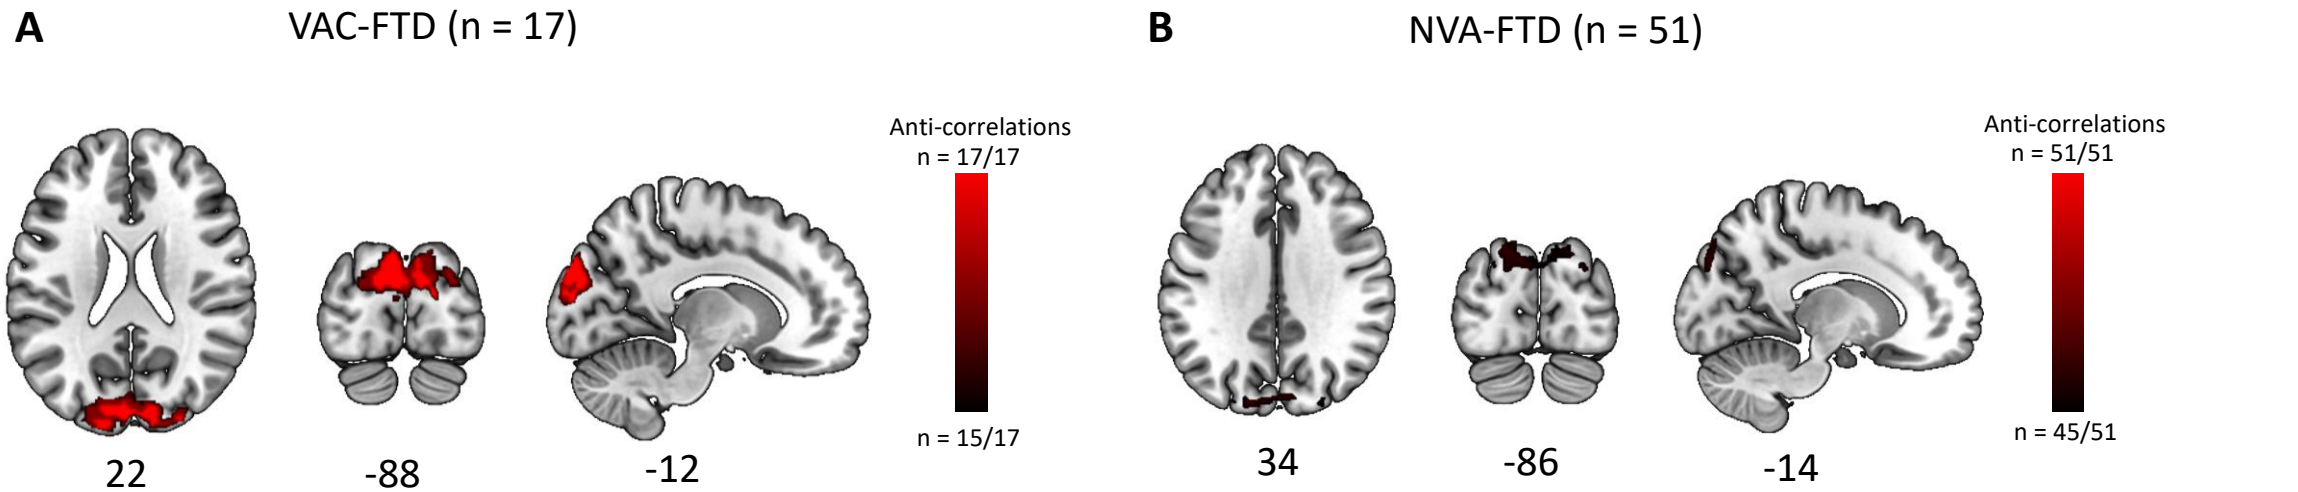 A
VAC-FTD (n = 17)
Anti-correlations
n = 17/17
n = 15/17
22
-88
-12
B
NVA-FTD (n = 51)
Anti-correlations
n = 51/51
n = 45/51
34
-86
-14